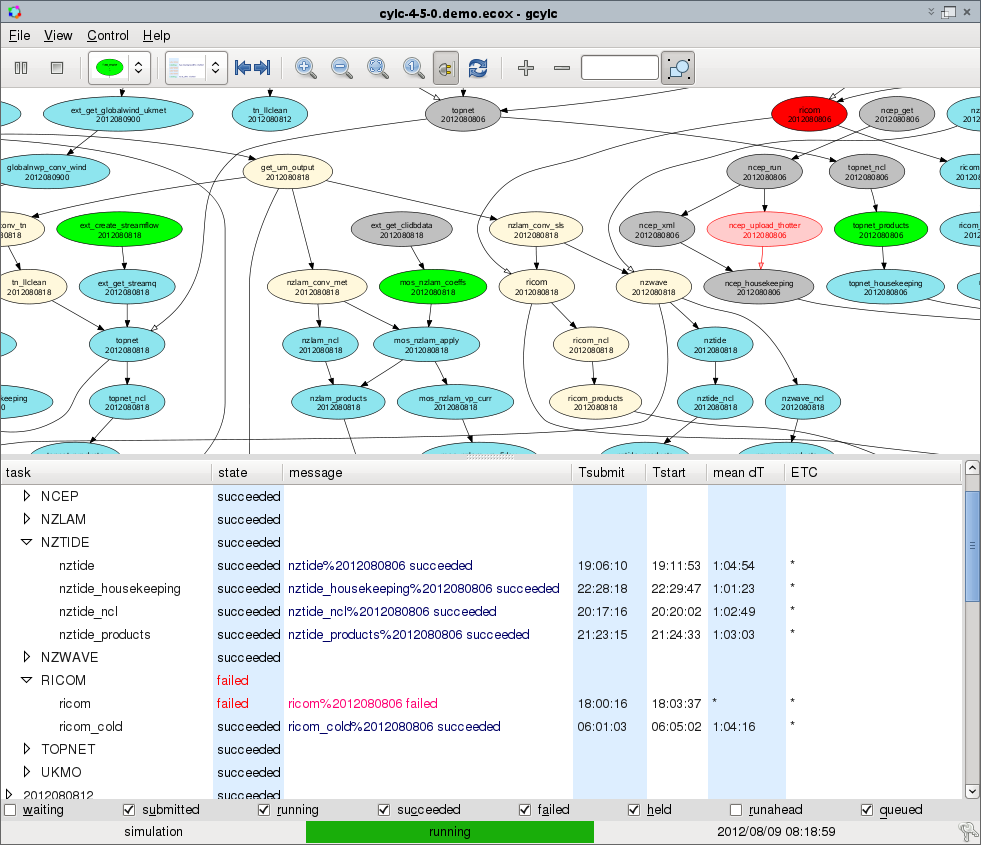 cylc-4-5-0.demo.ecox - gcylc
File View Control Help
ext_get_globalwind_ukmet
2012080900
tn_llclean
2012080812
topnet
2012080806
ricom
2012080806
ncep_get
2012080806
nz
2012
globalnwp_conv_wind
2012080900
get_um_output
2012080818
ncep_run
2012080806
topnet_ncl
2012080806
ricom
20120
conv_tn
80818
ext_create_streamflow
2012080818
ext_get_clidbdata
2012080818
nzlam_conv_sls
2012080818
ncep_xml
2012080806
ncep_upload_thotter
2012080806
topnet_products
2012080806
ricom_
20120
tn_llclean
2012080818
ext_get_streamq
2012080818
nzlam_conv_met
2012080818
mos_nzlam_coeffs
2012080818
ricom
2012080818
nzwave
2012080818
ncep_housekeeping
2012080806
topnet_housekeeping
2012080806
topnet
2012080818
nzlam_ncl
2012080818
mos_nzlam_apply
2012080818
ricom_ncl
2012080818
nztide
2012080818
keeping
0
topnet_ncl
2012080818
nzlam_products
2012080818
mos_nzlam_vp_curr
2012080818
ricom_products
2012080818
nztide_ncl
2012080818
nzwave_ncl
2012080818
task state message Tsubmit Tstart mean dT ETC
NCEP succeeded
NZLAM succeeded
NZTIDE succeeded
nztide succeeded nztide%2012080806 succeeded 19:06:10 19:11:53 1:04:54 *
nztide_housekeeping succeeded nztide_housekeeping%2012080806 succeeded 22:28:18 22:29:47 1:01:23 *
nztide_ncl succeeded nztide_ncl%2012080806 succeeded 20:17:16 20:20:02 1:02:49 *
nztide_products succeeded nztide_products%2012080806 succeeded 21:23:15 21:24:33 1:03:03 *
NZWAVE succeeded
RICOM failed
ricom failed ricom%2012080806 failed 18:00:16 18:03:37 * *
ricom_cold succeeded ricom_cold%2012080806 succeeded 06:01:03 06:05:02 1:04:16 *
TOPNET succeeded
UKMO succeeded
2012080812 succeeded
waiting submitted running succeeded failed held runahead queued
simulation running 2012/08/09 08:18:59